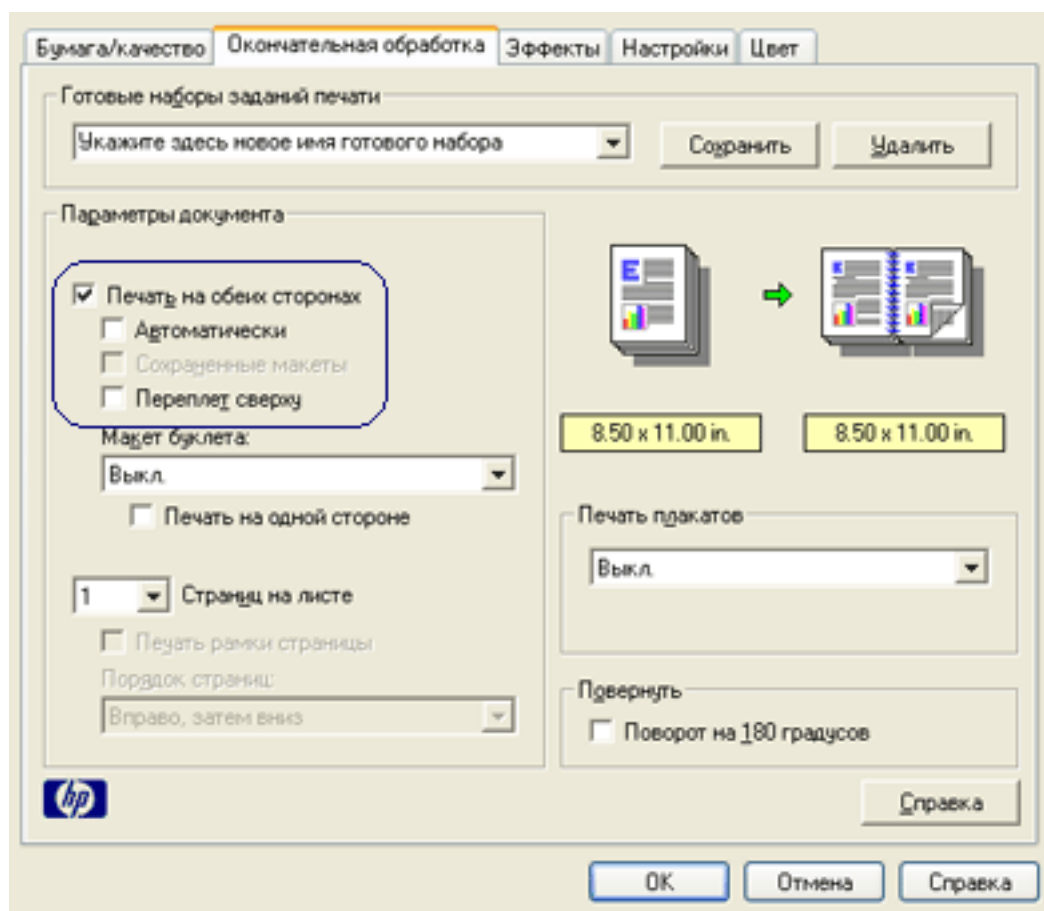 Бумага/качество Окончательная обработка Эффекты Настройки Цвет
Готовые наборы заданий печати
Укажите здесь новое имя готового набора Сохранить Удалить
Параметры документа
Печать на обеих сторонах
Автоматически
Сохраненные макеты
Переплет сверху
Макет буклета:
Выкл.
Печать на одной стороне
1 Страниц на листе
Печать рамки страницы
Порядок страниц:
Вправо, затем вниз
E E E
8.50 x 11.00 in. 8.50 x 11.00 in.
Печать плакатов
Выкл.
Повернуть
Поворот на 180 градусов
hp
Справка
OK Отмена Справка